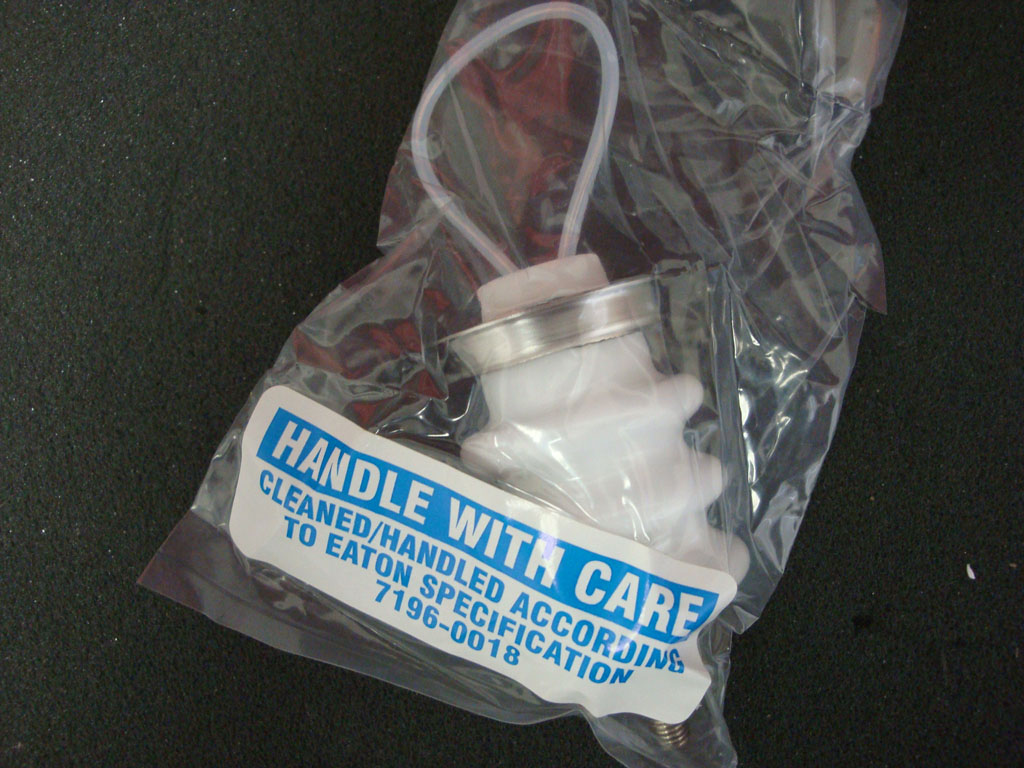 HANDLE WITH CARE
CLEANED/HANDLED ACCORDING
TO EATON SPECIFICATION
7196-0018